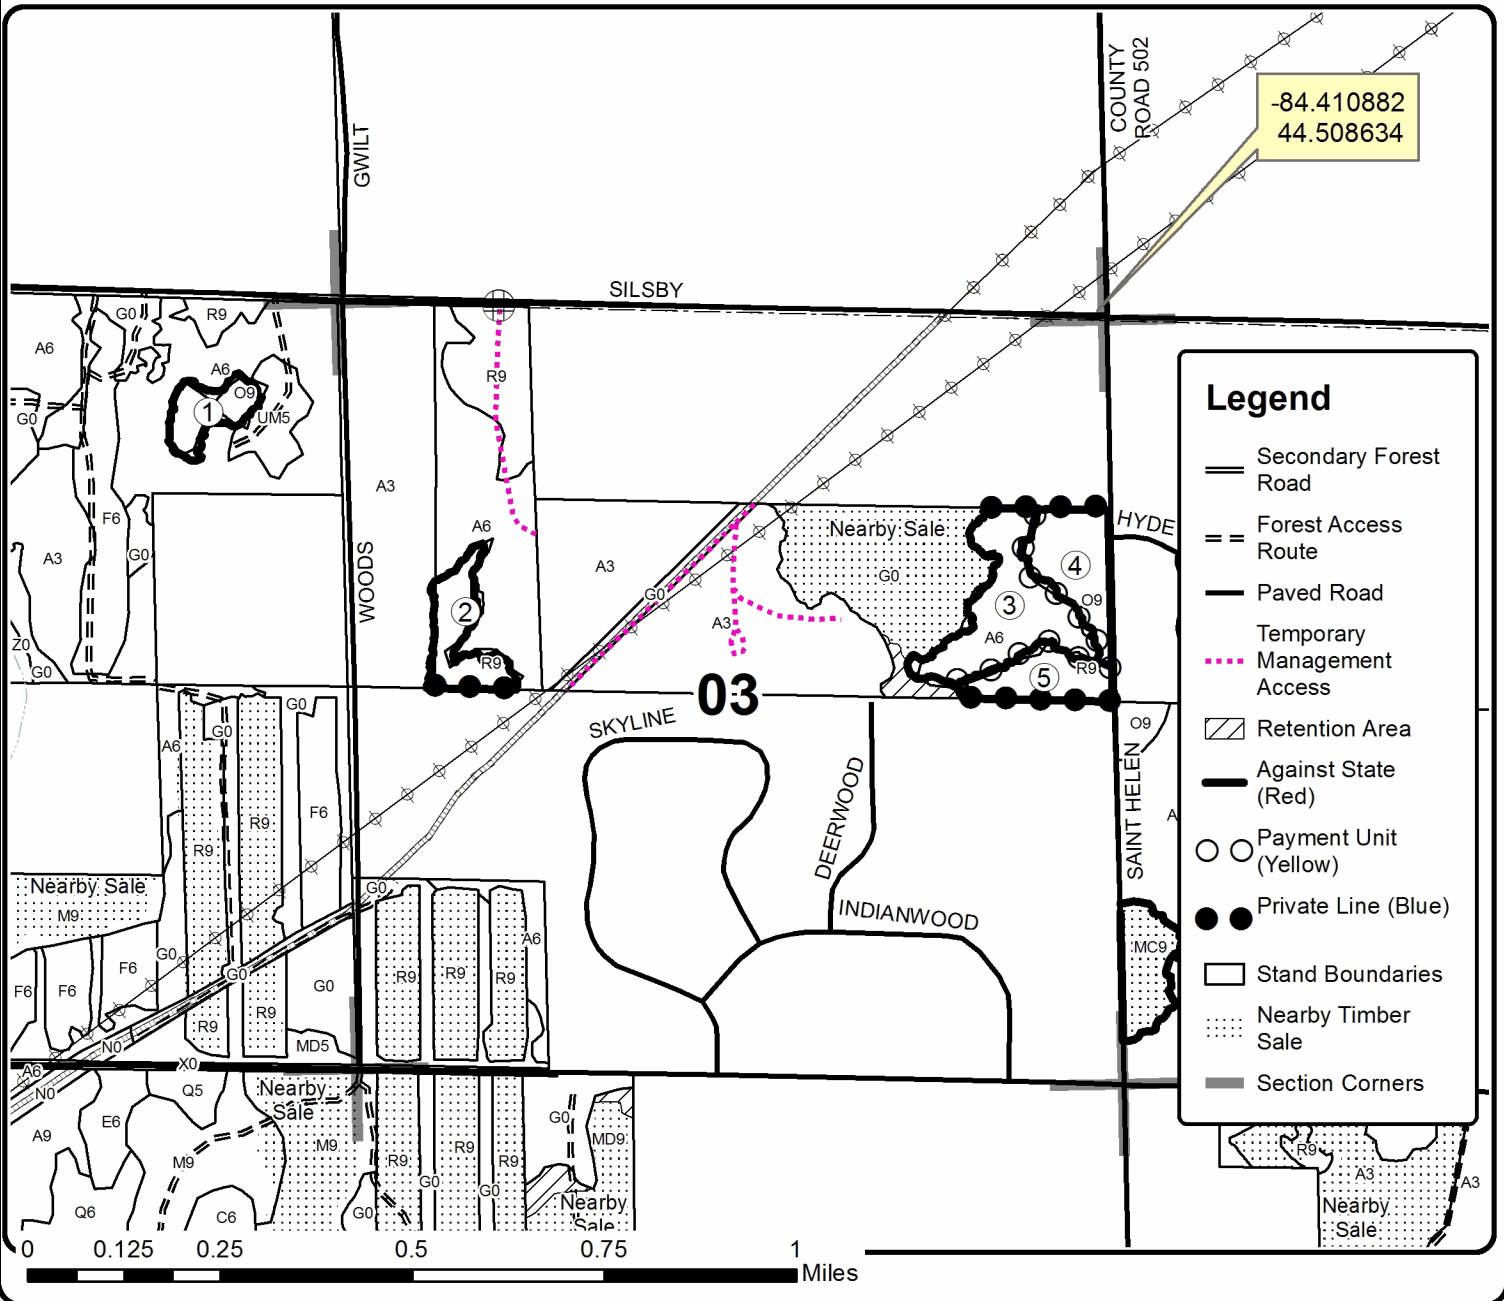 COUNTY
ROAD 502
-84.410882
44.508634
GWILT
SILSBY
G0
R9
A6
A6
O9
1
UM5
G0
R9
A3
A6
F6
G0
A3
Z0
G0
WOODS
2
R9
A3
G0
A3
Nearby Sale
G0
HYDE
4
3
O9
A6
R9
5
03
SKYLINE
DEERWOOD
INDIANWOOD
SAINT HELEN
O9
A
MC9
G0
G0
A6
R9
F6
R9
Nearby Sale
M9
G0
G0
A6
F6
F6
F6
G0
G0
R9
R9
R9
R9
R9
MD5
N0
X0
A6
N0
Q5
Nearby
Sale
E6
A9
M9
M9
Q6
C6
G0
R9
R9
R9
G0
G0
G0
MD9
Nearby
Sale
R9
A3
A3
Nearby
Sale
Legend
Secondary Forest
Road
Forest Access
Route
Paved Road
Temporary
Management
Access
Retention Area
Against State
(Red)
Payment Unit
(Yellow)
Private Line (Blue)
Stand Boundaries
Nearby Timber
Sale
Section Corners
0 0.125 0.25 0.5 0.75 1
Miles